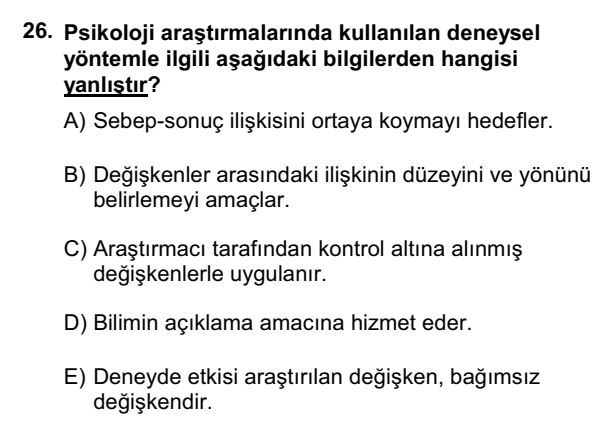 26. Psikoloji araştırmalarında kullanılan deneysel
yöntemle ilgili aşağıdaki bilgilerden hangisi
yanlıştır?
A) Sebep-sonuç ilişkisini ortaya koymayı hedefler.
B) Değişkenler arasındaki ilişkinin düzeyini ve yönünü
belirlemeyi amaçlar.
C) Araştırmacı tarafından kontrol altına alınmış
değişkenlerle uygulanır.
D) Bilimin açıklama amacına hizmet eder.
E) Deneyde etkisi araştırılan değişken, bağımsız
değişkendir.